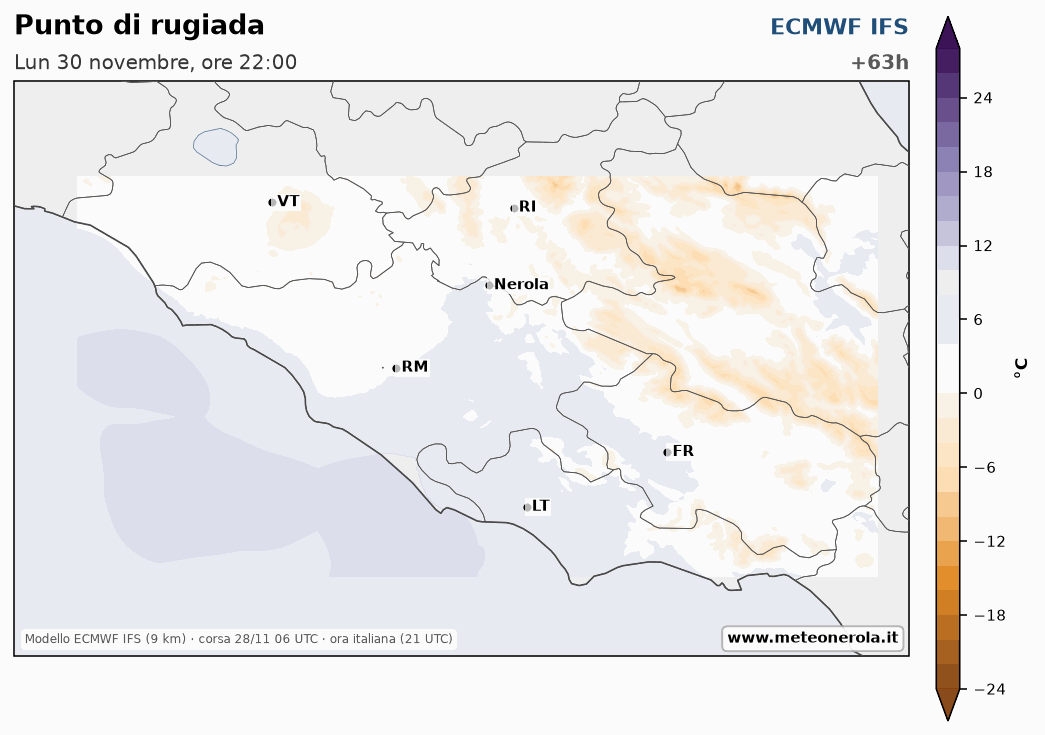 Punto di rugiada
ECMWF IFS
Lun 30 novembre, ore 22:00
+63h
VT
RI
Nerola
RM
FR
LT
Modello ECMWF IFS (9 km) · corsa 28/11 06 UTC · ora italiana (21 UTC)
www.meteonerola.it
24
18
12
6
0
−6
−12
−18
−24
°C